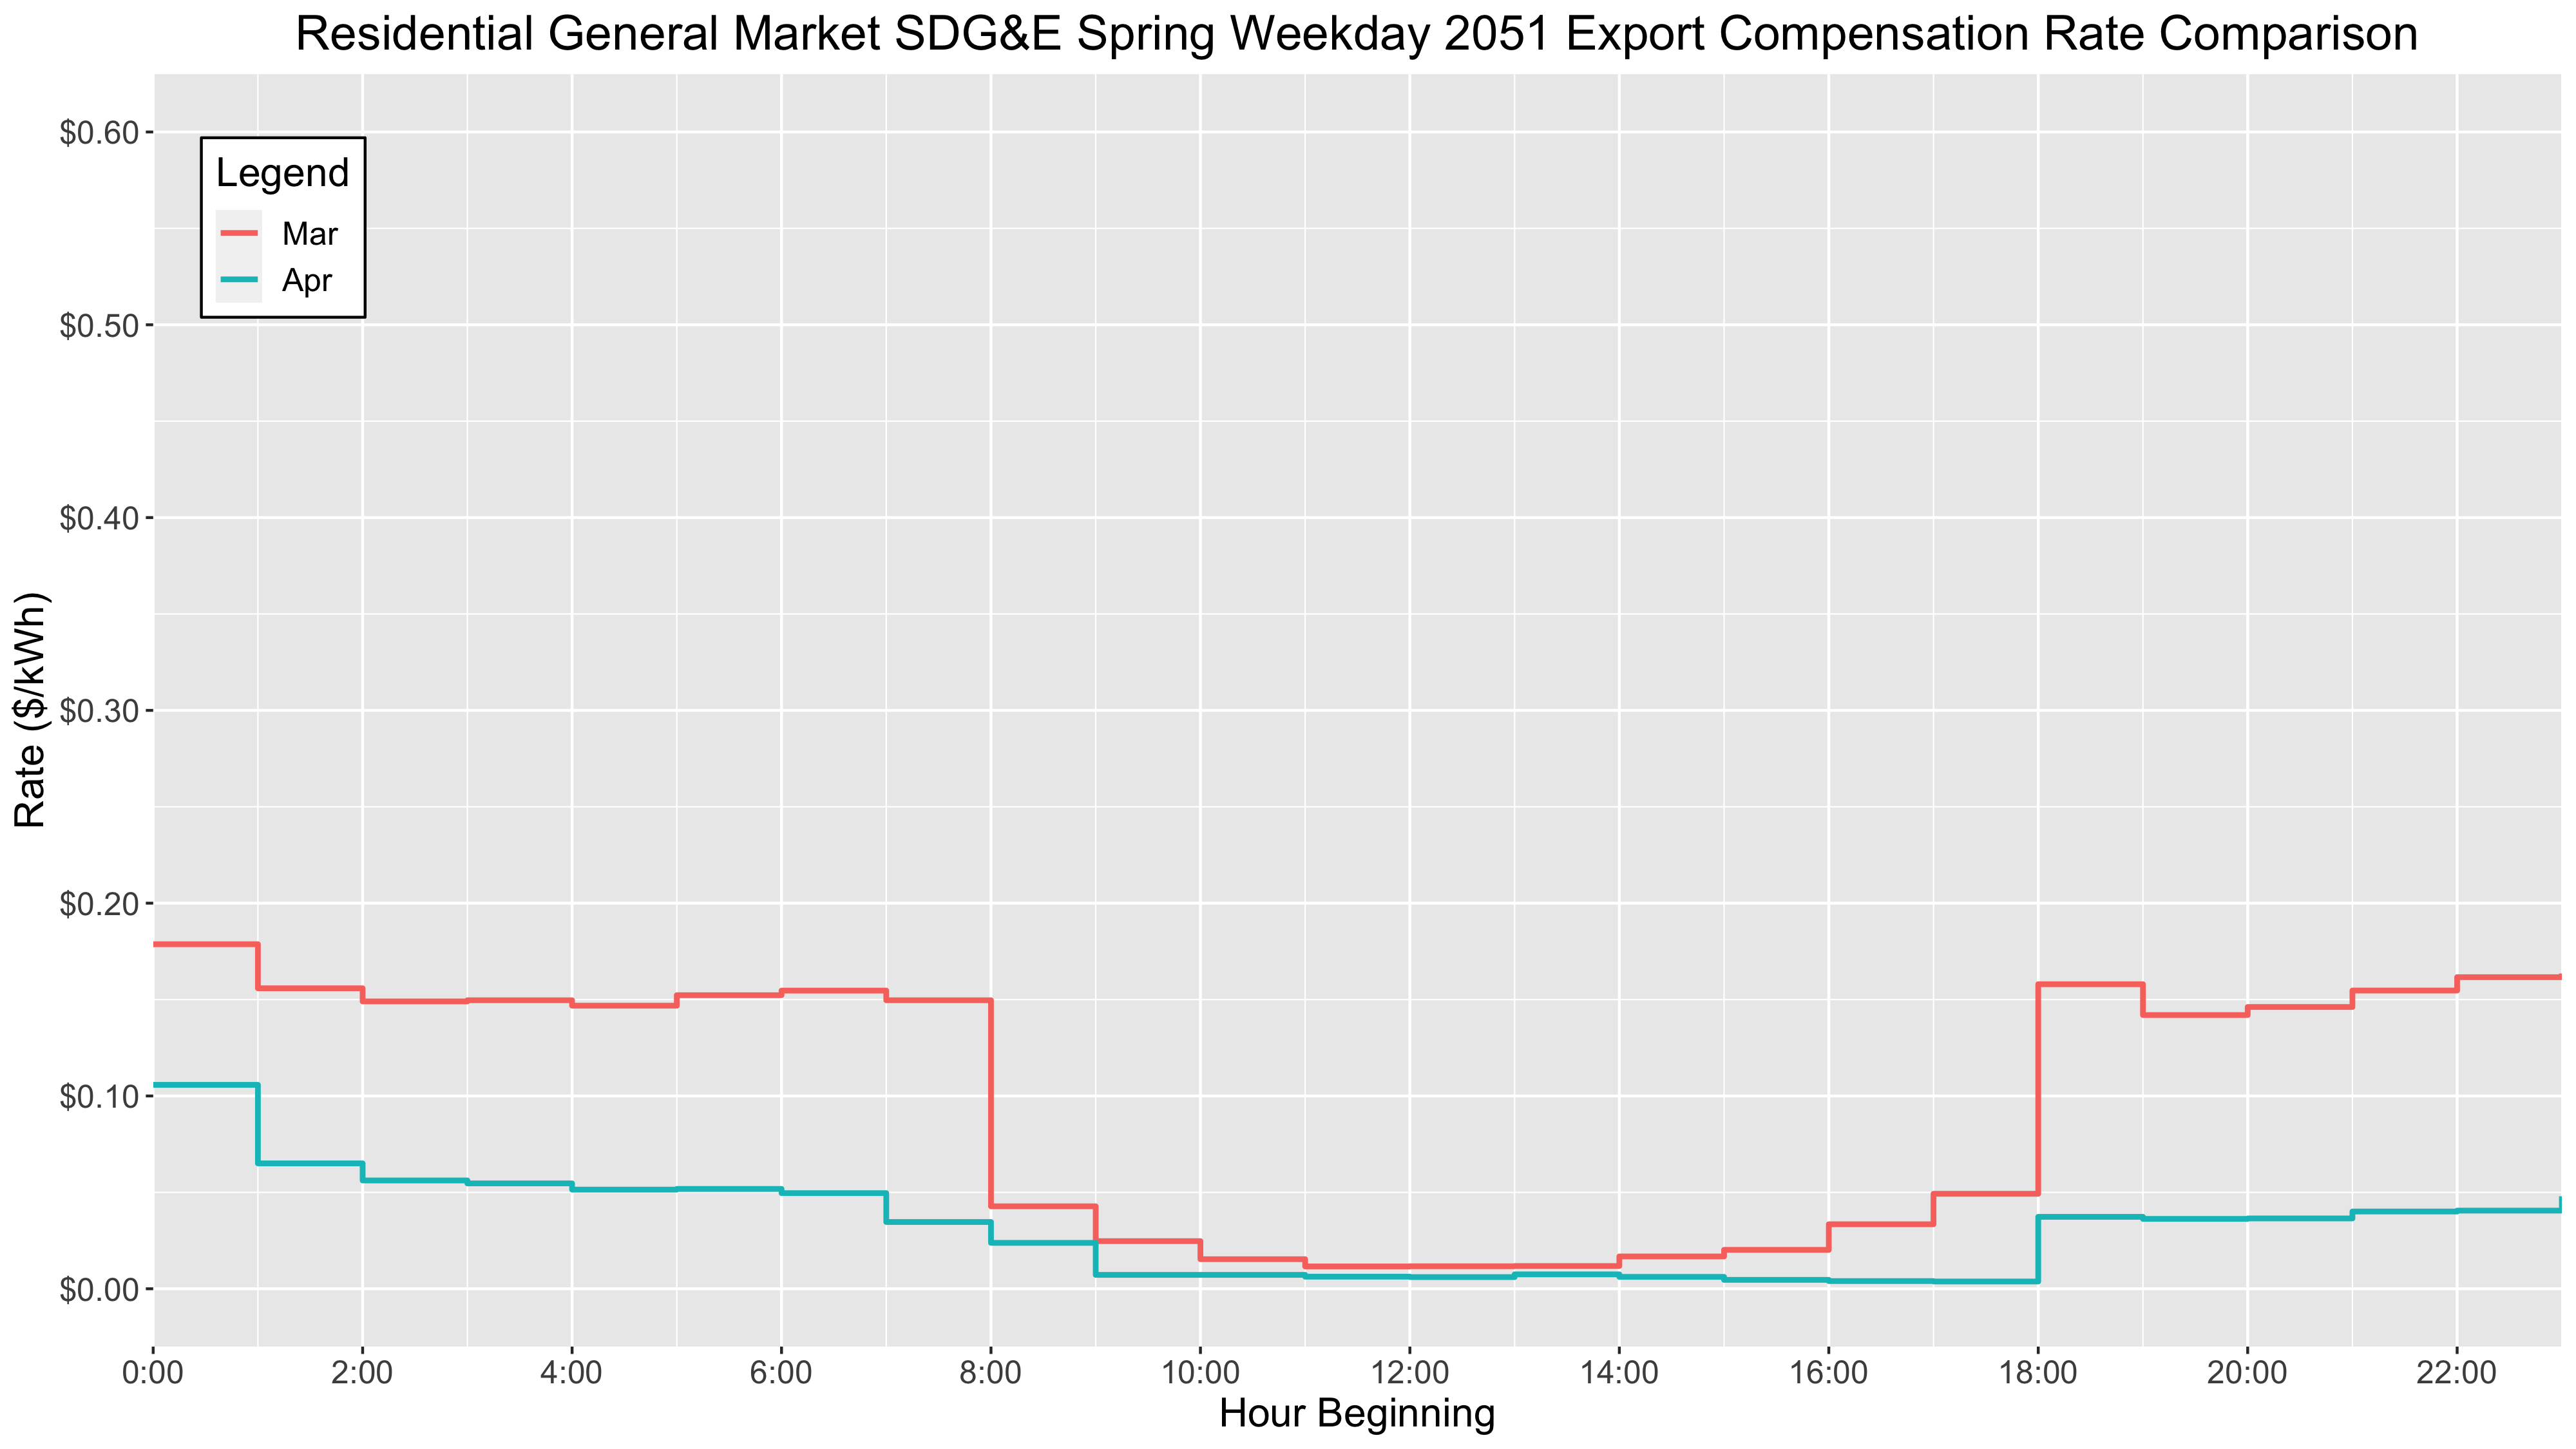 Residential General Market SDG&E Spring Weekday 2051 Export Compensation Rate Comparison
$0.60
Legend
Mar
Apr
$0.50
$0.40
$0.30
$0.20
$0.10
$0.00
Rate ($/kWh)
0:00 2:00 4:00 6:00 8:00 10:00 12:00 14:00 16:00 18:00 20:00 22:00
Hour Beginning